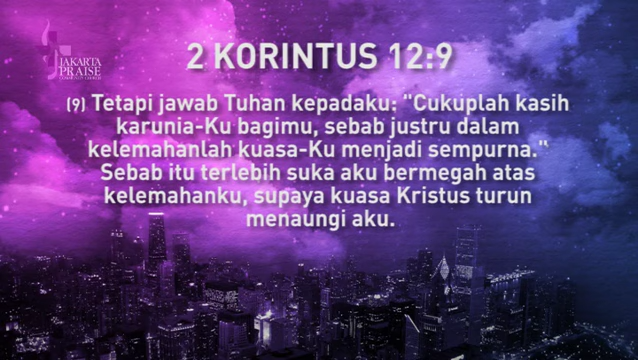 JAKARTA
PRAISE
COMMUNITY CHURCH
2 KORINTUS 12:9
(9) Tetapi jawab Tuhan kepadaku: "Cukuplah kasih
karunia-Ku bagimu, sebab justru dalam
kelemahanlah kuasa-Ku menjadi sempurna."
Sebab itu terlebih suka aku bermegah atas
kelemahanku, supaya kuasa Kristus turun
menaungi aku.